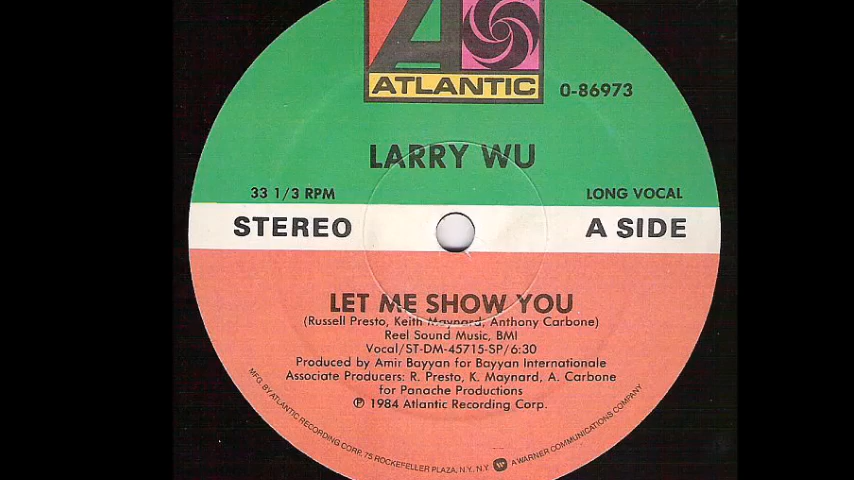 ATLANTIC
0-86973
LARRY WU
33 1/3 RPM
LONG VOCAL
STEREO
A SIDE
LET ME SHOW YOU
(Russell Presto, Keith Maynard, Anthony Carbone)
Reel Sound Music, BMI
Vocal/ST-DM-45715-SP/6:30
Produced by Amir Bayyan for Bayyan Internationale
Associate Producers: R. Presto, K. Maynard, A. Carbone
for Panache Productions
℗ 1984 Atlantic Recording Corp.
MFG. BY ATLANTIC RECORDING CORP. 75 ROCKEFELLER PLAZA, N.Y. N.Y. A WARNER COMMUNICATIONS COMPANY